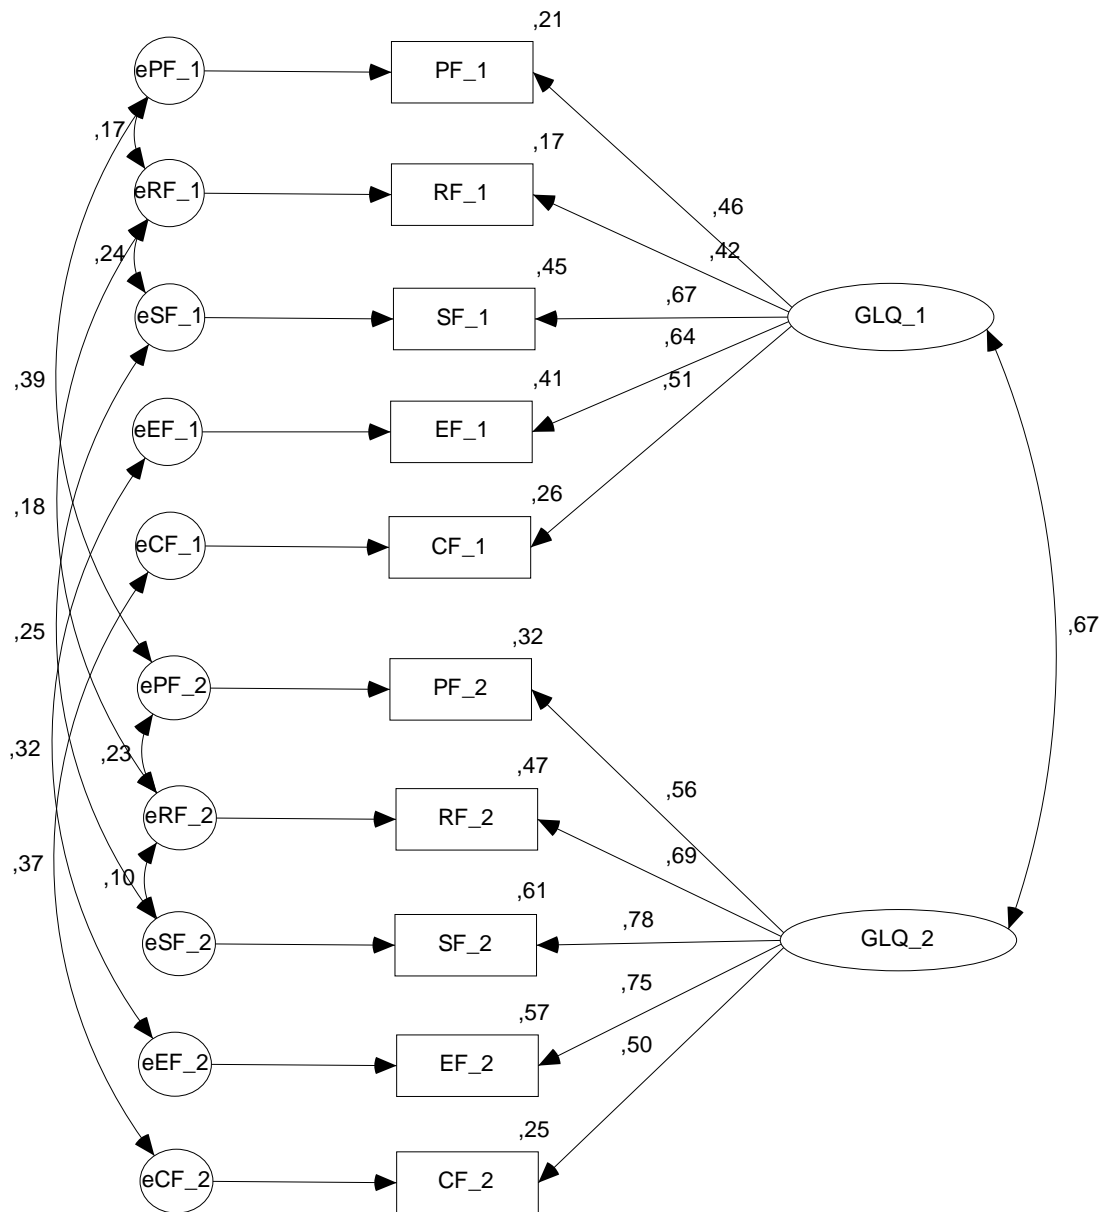 ,21
ePF_1
PF_1
,17
,17
eRF_1
RF_1
,46
,24
,42
,45
eSF_1
SF_1
,67
GLQ_1
,64
,39
,41
,51
eEF_1
EF_1
,18
,26
eCF_1
CF_1
,25
,32
,67
ePF_2
PF_2
,32
,23
,47
,56
eRF_2
RF_2
,37
,69
,10
,61
eSF_2
SF_2
,78
GLQ_2
,75
,57
,50
eEF_2
EF_2
,25
eCF_2
CF_2